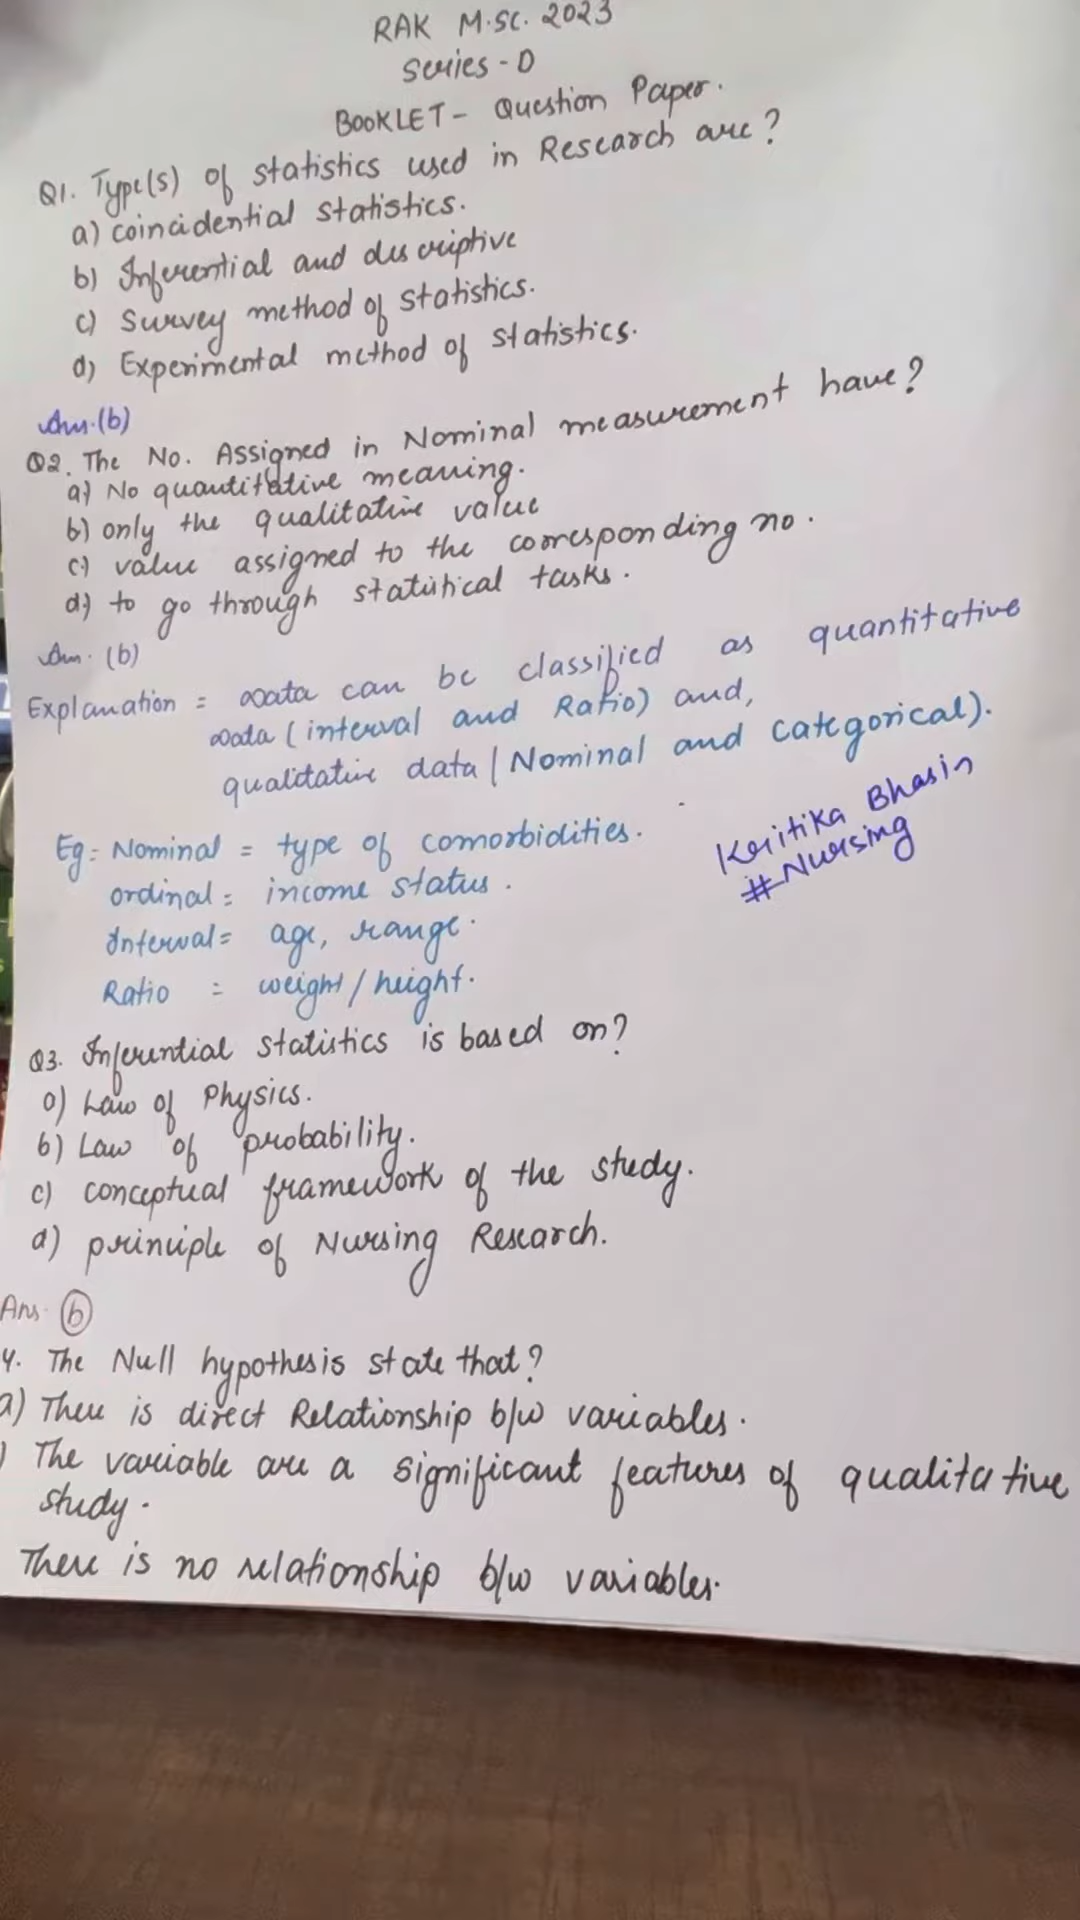 RAK M.SC. 2023
Series - D
BOOKLET - Question Paper.
Q1. Type(s) of statistics used in Research are?
a) coincidential statistics.
b) Inferential and descriptive
c) Survey method of statistics.
d) Experimental method of statistics.
Ans.(b)
Q2. The No. Assigned in Nominal measurement have?
a) No quantitative meaning.
b) only the qualitative value
c) value assigned to the corresponding no.
d) to go through statistical tasks.
Ans. (b)
Explanation = Data can be classified as quantitative
Data (interval and Ratio) and,
qualitative data (Nominal and categorical).
Kritika Bhasin
#Nursing
Eg = Nominal = type of comorbidities.
ordinal = income status.
Interval = age, range.
Ratio = weight/height.
Q3. Inferential statistics is based on?
a) Law of Physics.
b) Law of probability.
c) conceptual framework of the study.
d) principle of Nursing Research.
Ans. (b)
4. The Null hypothesis state that?
a) There is direct Relationship b/w variables.
) The variable are a significant features of qualitative
study.
There is no relationship b/w variables.